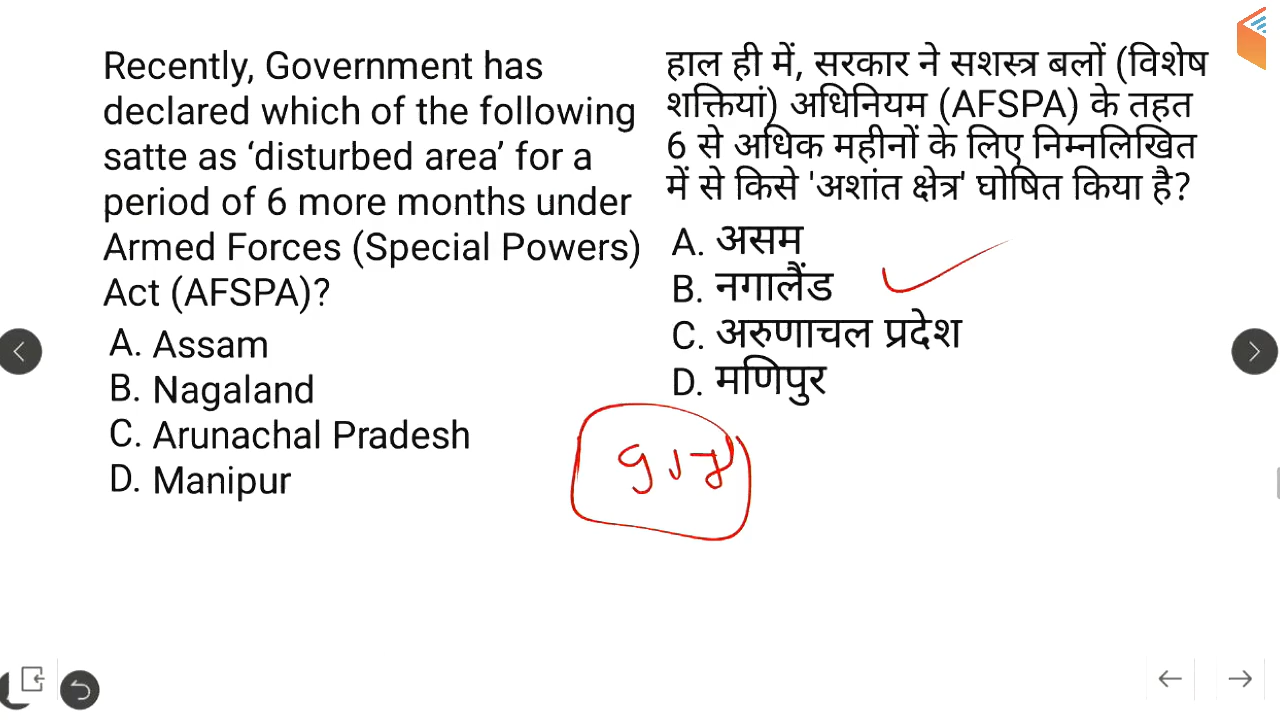 Recently, Government has
declared which of the following
satte as ‘disturbed area’ for a
period of 6 more months under
Armed Forces (Special Powers)
Act (AFSPA)?
A. Assam
B. Nagaland
C. Arunachal Pradesh
D. Manipur
हाल ही में, सरकार ने सशस्त्र बलों (विशेष
शक्तियां) अधिनियम (AFSPA) के तहत
6 से अधिक महीनों के लिए निम्नलिखित
में से किसे 'अशांत क्षेत्र' घोषित किया है?
A. असम
B. नगालैंड
C. अरुणाचल प्रदेश
D. मणिपुर